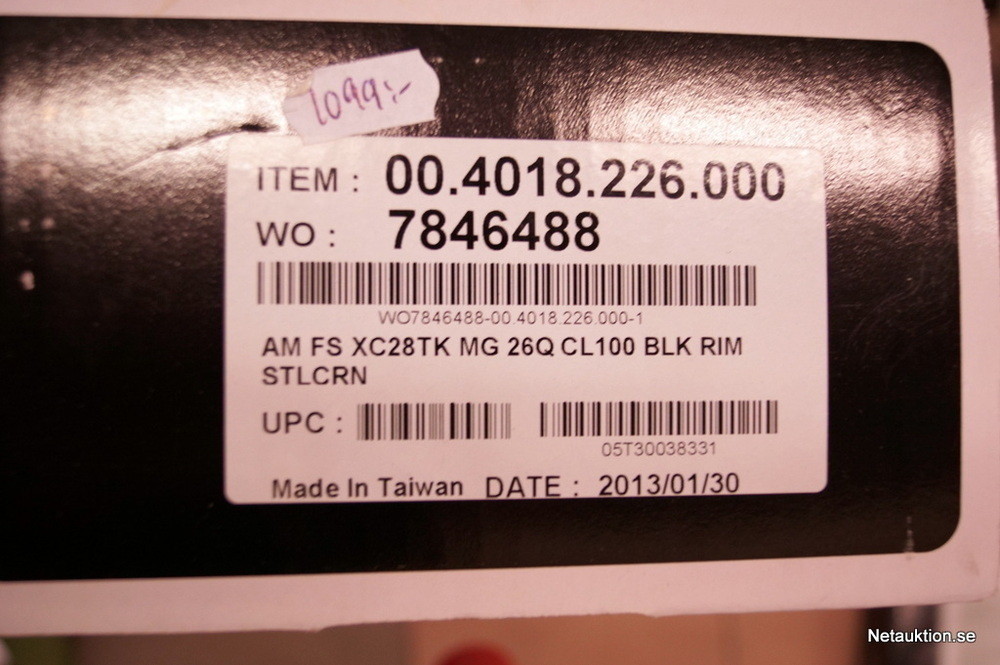 1099:-
ITEM : 00.4018.226.000
WO : 7846488
WO7846488-00.4018.226.000-1
AM FS XC28TK MG 26Q CL100 BLK RIM
STLCRN
UPC :
05T30038331
Made In Taiwan DATE : 2013/01/30
Netauktion.se